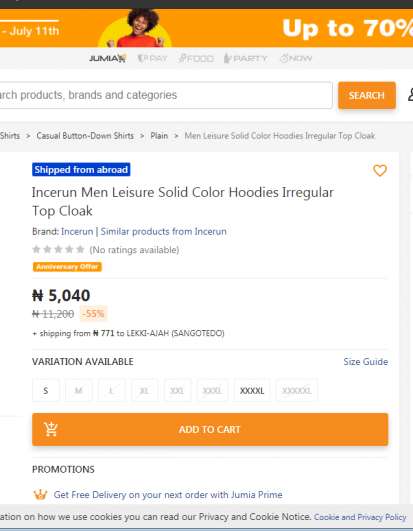 - July 11th
Up to 70%
JUMIA PAY FOOD PARTY NOW
rch products, brands and categories
SEARCH
Shirts > Casual Button-Down Shirts > Plain > Men Leisure Solid Color Hoodies Irregular Top Cloak
Shipped from abroad
Incerun Men Leisure Solid Color Hoodies Irregular
Top Cloak
Brand: Incerun | Similar products from Incerun
(No ratings available)
Anniversary Offer
₦ 5,040
₦ 11,200 -55%
+ shipping from ₦ 771 to LEKKI-AJAH (SANGOTEDO)
VARIATION AVAILABLE Size Guide
S M L XL XXL XXXL XXXXL XXXXXL
ADD TO CART
PROMOTIONS
Get Free Delivery on your next order with Jumia Prime
ation on how we use cookies you can read our Privacy and Cookie Notice. Cookie and Privacy Policy